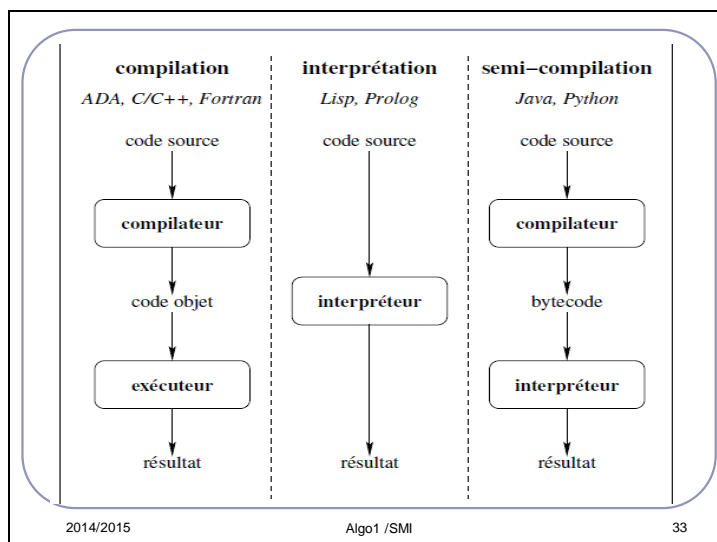 compilation
ADA, C/C++, Fortran
code source
compilateur
code objet
exécuteur
résultat
interprétation
Lisp, Prolog
code source
interpréteur
résultat
semi-compilation
Java, Python
code source
compilateur
bytecode
interpréteur
résultat
2014/2015
Algo1 /SMI
33